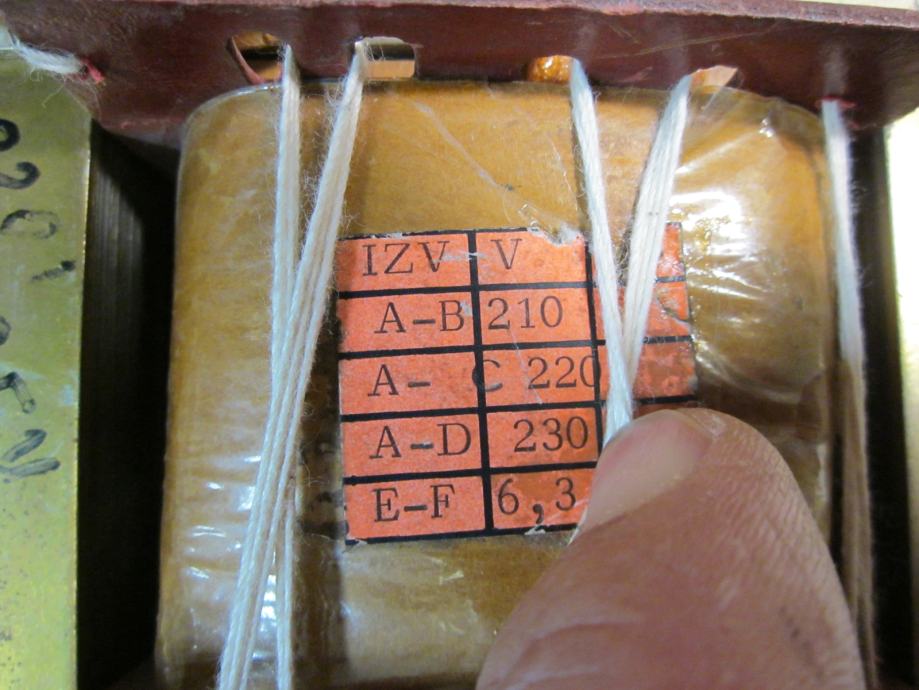 IZV-V
A-B 210
A- C 220
A-D 230
E-F 6,3